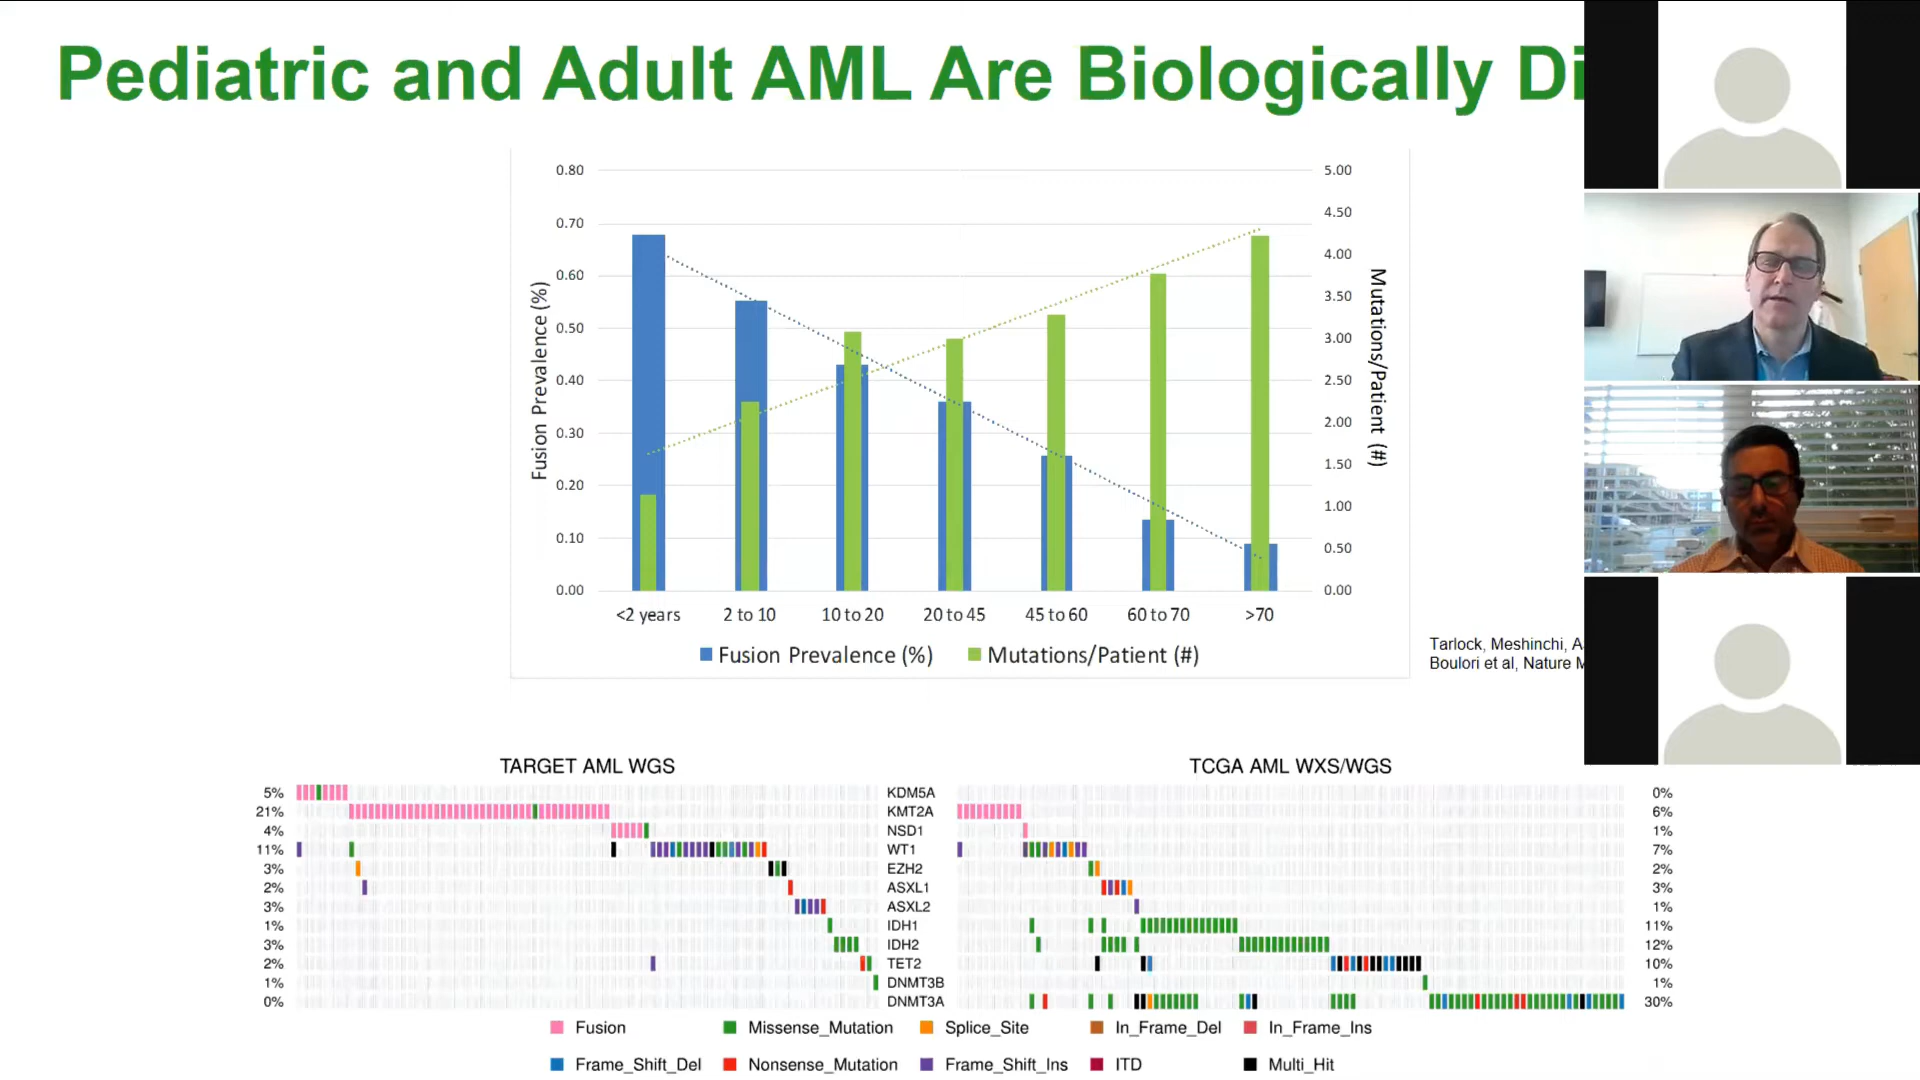 Pediatric and Adult AML Are Biologically Di
0.80
0.70
0.60
0.50
0.40
0.30
0.20
0.10
0.00
Fusion Prevalence (%)
5.00
4.50
4.00
3.50
3.00
2.50
2.00
1.50
1.00
0.50
0.00
Mutations/Patient (#)
<2 years 2 to 10 10 to 20 20 to 45 45 to 60 60 to 70 >70
Fusion Prevalence (%) Mutations/Patient (#)
Tarlock, Meshinchi, A
Boulori et al, Nature M
TARGET AML WGS TCGA AML WXS/WGS
5% KDM5A 0%
21% KMT2A 6%
4% NSD1 1%
11% WT1 7%
3% EZH2 2%
2% ASXL1 3%
3% ASXL2 1%
1% IDH1 11%
3% IDH2 12%
2% TET2 10%
1% DNMT3B 1%
0% DNMT3A 30%
Fusion Missense_Mutation Splice_Site In_Frame_Del In_Frame_Ins
Frame_Shift_Del Nonsense_Mutation Frame_Shift_Ins ITD Multi_Hit